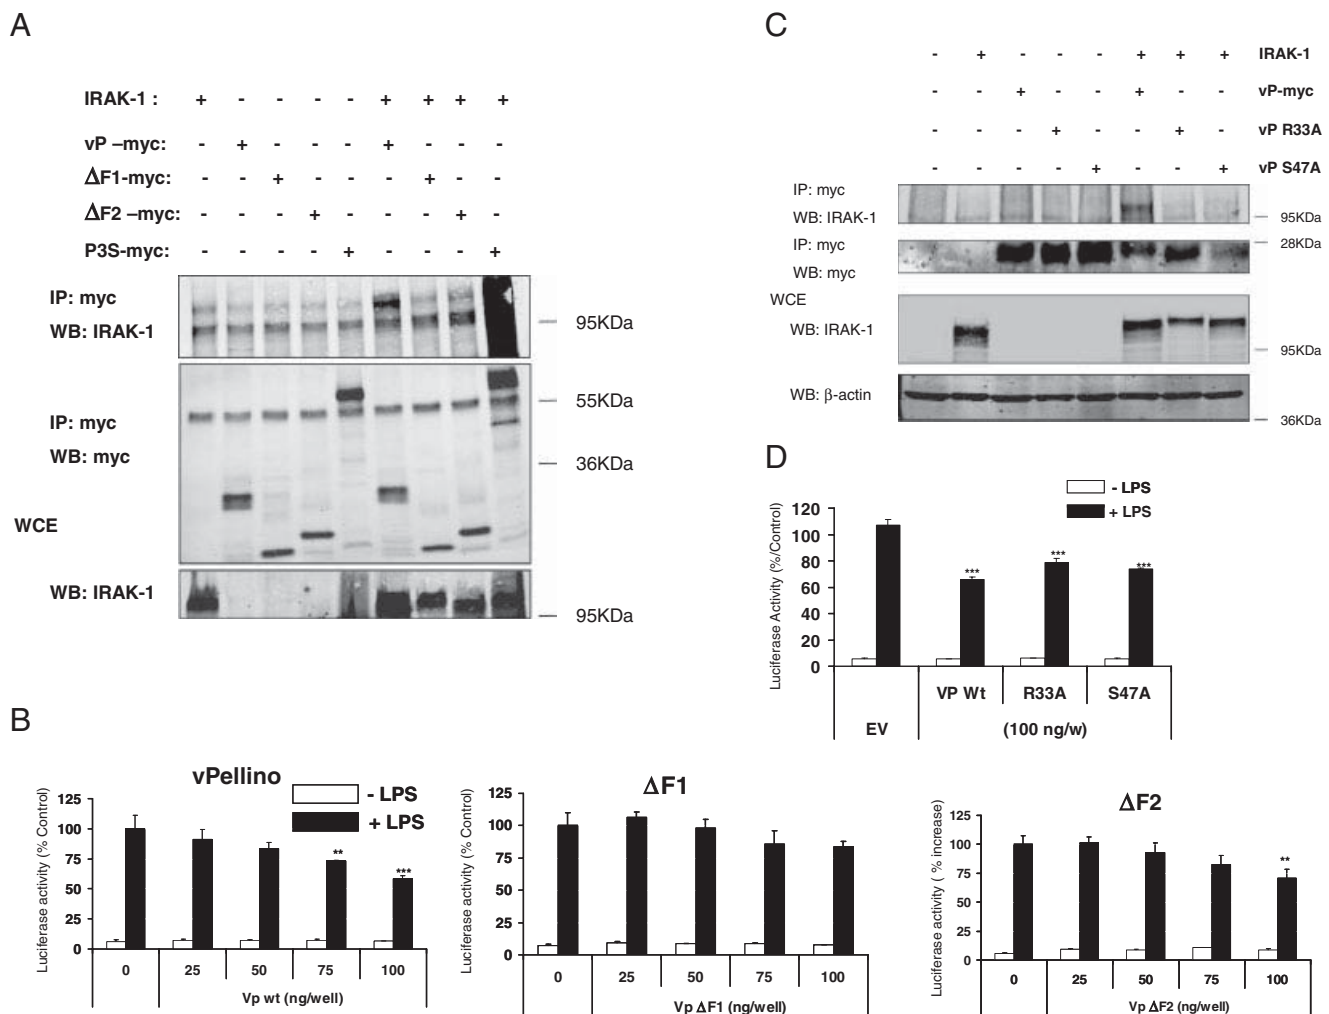 A
IRAK-1 : + - - - - + + + +
vP –myc: - + - - - + - - -
ΔF1-myc: - - + - - - + - -
ΔF2 –myc: - - - + - - - + -
P3S-myc: - - - - + - - - +
IP: myc
WB: IRAK-1
95KDa
55KDa
IP: myc
WB: myc
36KDa
WCE
WB: IRAK-1
95KDa
C
- + - - - + + + IRAK-1
- - + - - + - - vP-myc
- - - + - - + - vP R33A
- - - - + - - + vP S47A
IP: myc
WB: IRAK-1
95KDa
IP: myc
28KDa
WB: myc
WCE
WB: IRAK-1
95KDa
WB: β-actin
36KDa
D
- LPS
+ LPS
Luciferase Activity (%/Control)
120
100
80
60
40
20
0
*** *** ***
VP Wt R33A S47A
EV (100 ng/w)
B
vPellino
- LPS
+ LPS
Luciferase activity (% Control)
125
100
75
50
25
0
** ***
0 25 50 75 100
Vp wt (ng/well)
ΔF1
Luciferase activity (% Control)
125
100
75
50
25
0
0 25 50 75 100
Vp ΔF1 (ng/well)
ΔF2
Luciferase activity ( % increase)
125
100
75
50
25
0
**
0 25 50 75 100
Vp ΔF2 (ng/well)